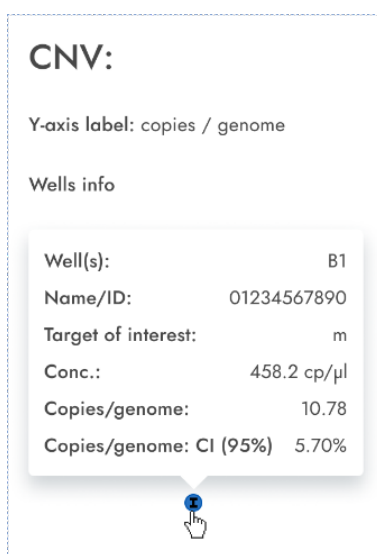 CNV:
Y-axis label: copies / genome
Wells info
Well(s): B1
Name/ID: 01234567890
Target of interest: m
Conc.: 458.2 cp/µl
Copies/genome: 10.78
Copies/genome: CI (95%) 5.70%